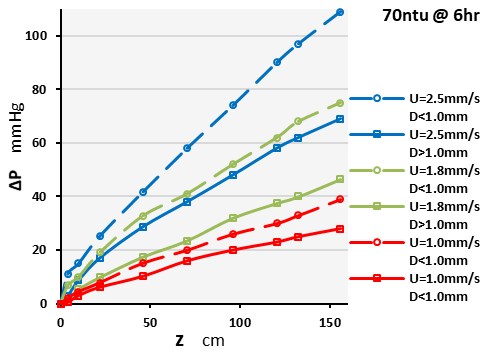 70ntu @ 6hr
100
80
60
40
20
0
ΔP mmHg
0 50 100 150
Z cm
U=2.5mm/s
D<1.0mm
U=2.5mm/s
D>1.0mm
U=1.8mm/s
D<1.0mm
U=1.8mm/s
D>1.0mm
U=1.0mm/s
D<1.0mm
U=1.0mm/s
D<1.0mm